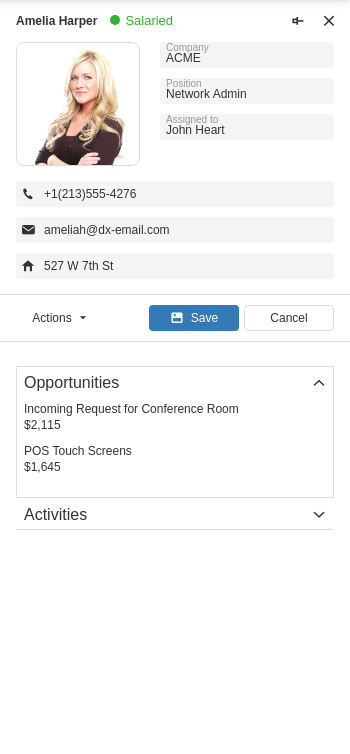 Amelia Harper
Salaried
Company
ACME
Position
Network Admin
Assigned to
John Heart
+1(213)555-4276
ameliah@dx-email.com
527 W 7th St
Actions
Save
Cancel
Opportunities
Incoming Request for Conference Room
$2,115
POS Touch Screens
$1,645
Activities